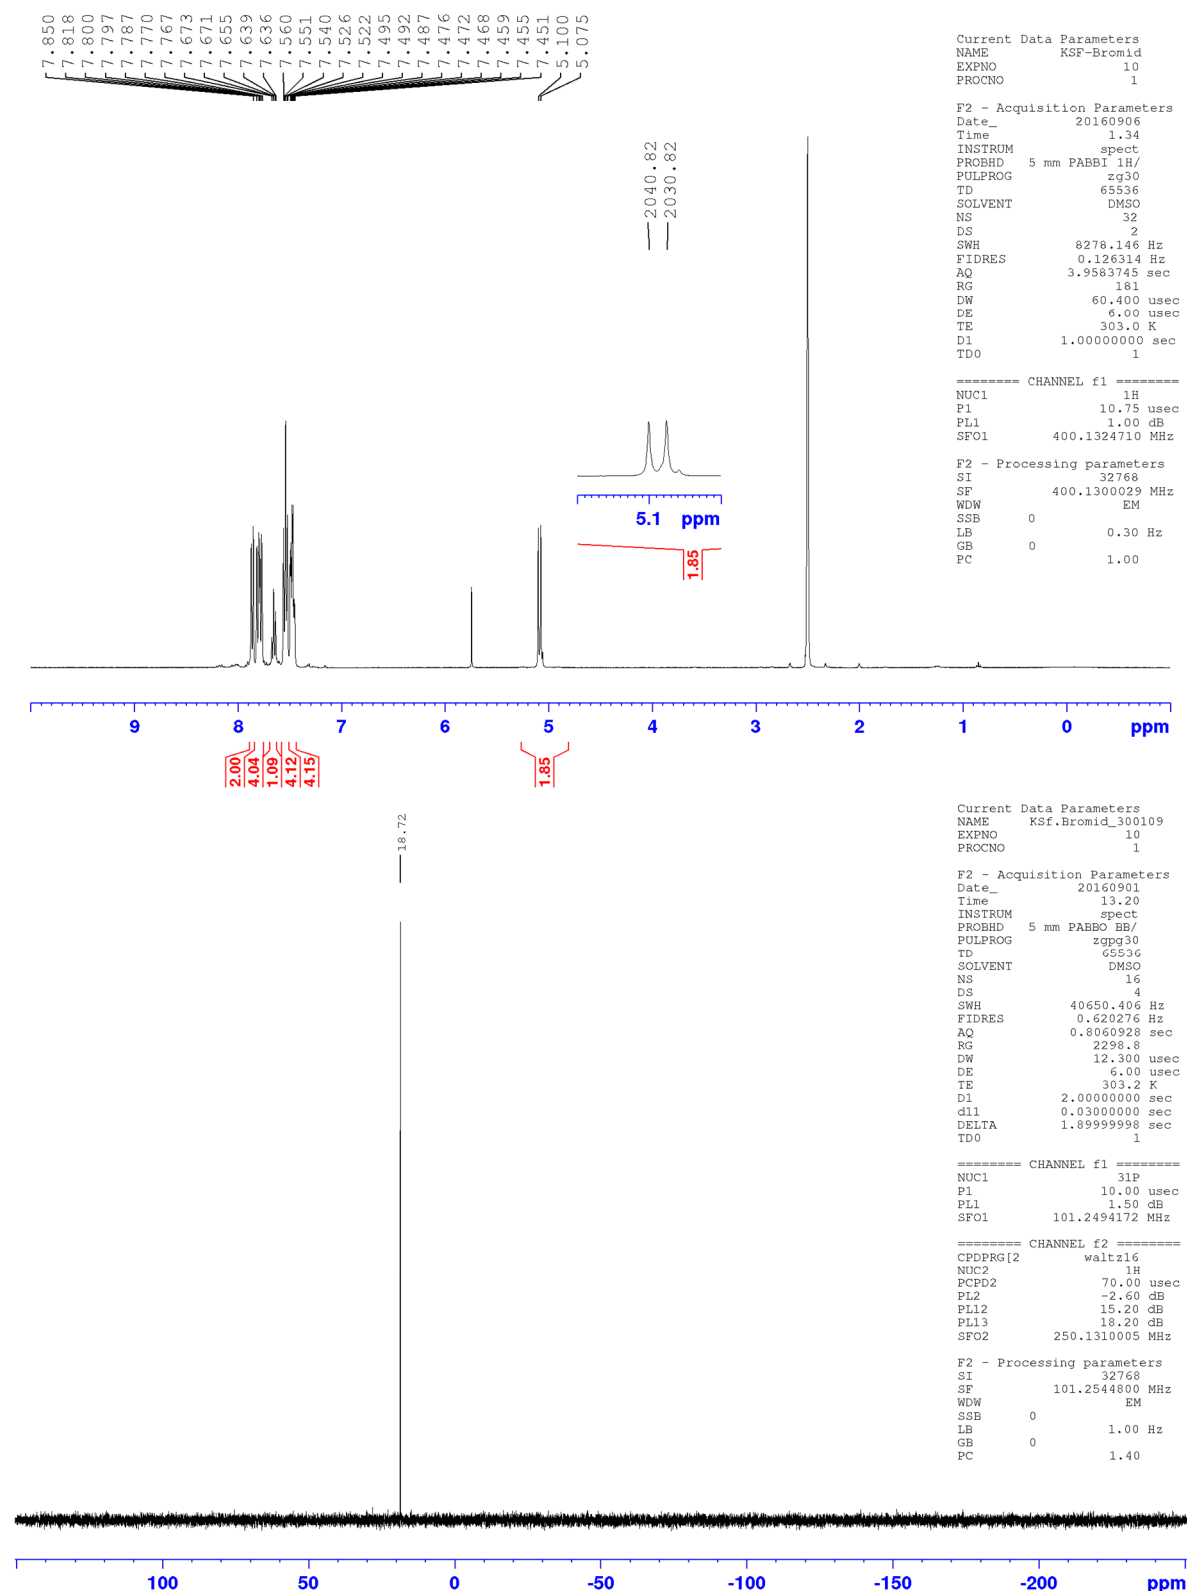 7.850
7.818
7.800
7.797
7.787
7.770
7.767
7.673
7.671
7.655
7.639
7.636
7.560
7.551
7.540
7.526
7.522
7.495
7.492
7.487
7.476
7.472
7.468
7.459
7.455
7.451
5.100
5.075
2040.82
2030.82
5.1 ppm
1.85
9 8 7 6 5 4 3 2 1 0 ppm
2.00
4.04
1.09
4.12
4.15
1.85
Current Data Parameters
NAME KSF-Bromid
EXPNO 10
PROCNO 1
F2 - Acquisition Parameters
Date_ 20160906
Time 1.34
INSTRUM spect
PROBHD 5 mm PABBI 1H/
PULPROG zg30
TD 65536
SOLVENT DMSO
NS 32
DS 2
SWH 8278.146 Hz
FIDRES 0.126314 Hz
AQ 3.9583745 sec
RG 181
DW 60.400 usec
DE 6.00 usec
TE 303.0 K
D1 1.00000000 sec
TD0 1
======== CHANNEL f1 ========
NUC1 1H
P1 10.75 usec
PL1 1.00 dB
SFO1 400.1324710 MHz
F2 - Processing parameters
SI 32768
SF 400.1300029 MHz
WDW EM
SSB 0
LB 0.30 Hz
GB 0
PC 1.00
18.72
100 50 0 -50 -100 -150 -200 ppm
Current Data Parameters
NAME KSf.Bromid_300109
EXPNO 10
PROCNO 1
F2 - Acquisition Parameters
Date_ 20160901
Time 13.20
INSTRUM spect
PROBHD 5 mm PABBO BB/
PULPROG zgpg30
TD 65536
SOLVENT DMSO
NS 16
DS 4
SWH 40650.406 Hz
FIDRES 0.620276 Hz
AQ 0.8060928 sec
RG 2298.8
DW 12.300 usec
DE 6.00 usec
TE 303.2 K
D1 2.00000000 sec
d11 0.03000000 sec
DELTA 1.89999998 sec
TD0 1
======== CHANNEL f1 ========
NUC1 31P
P1 10.00 usec
PL1 1.50 dB
SFO1 101.2494172 MHz
======== CHANNEL f2 ========
CPDPRG[2 waltz16
NUC2 1H
PCPD2 70.00 usec
PL2 -2.60 dB
PL12 15.20 dB
PL13 18.20 dB
SFO2 250.1310005 MHz
F2 - Processing parameters
SI 32768
SF 101.2544800 MHz
WDW EM
SSB 0
LB 1.00 Hz
GB 0
PC 1.40